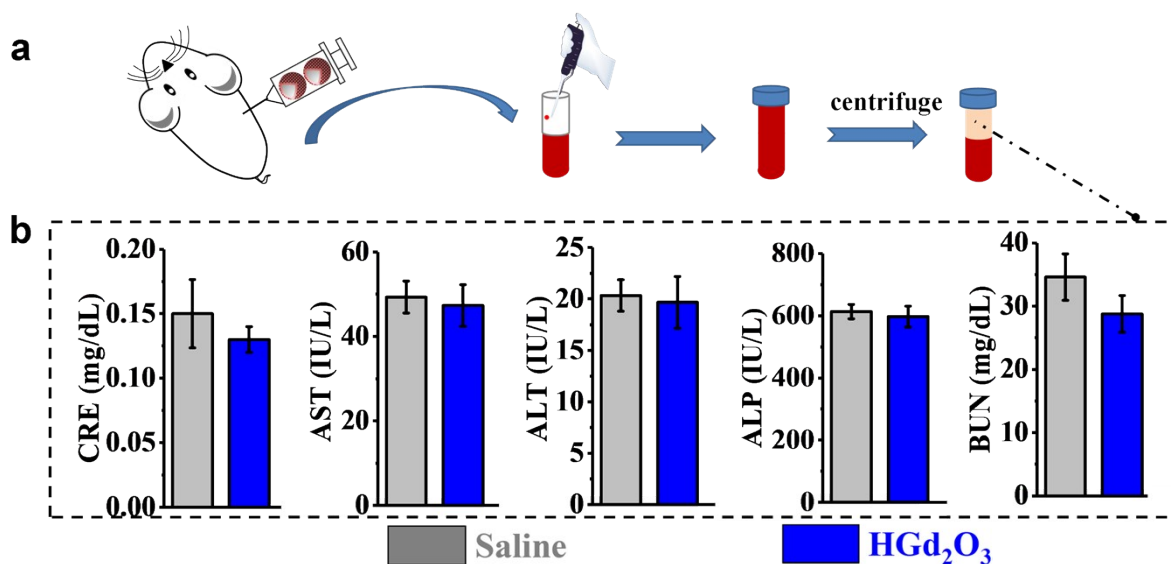 a
centrifuge
b
CRE (mg/dL)
0.20
0.15
0.10
0.05
0.00
AST (IU/L)
60
40
20
0
ALT (IU/L)
25
20
15
10
5
0
ALP (IU/L)
800
600
400
200
0
BUN (mg/dL)
40
30
20
10
0
Saline
HGd₂O₃